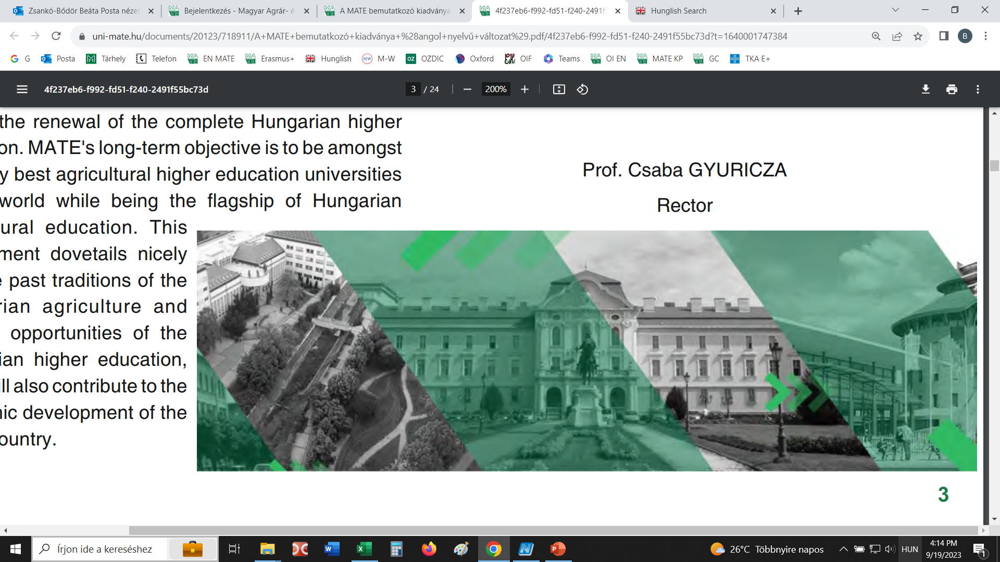 Zsankó-Bődör Beáta Posta nézet
Bejelentkezés - Magyar Agrár- é
A MATE bemutatkozó kiadványa
4f237eb6-f992-fd51-f240-2491f5
Hunglish Search
uni-mate.hu/documents/20123/718911/A+MATE+bemutatkozó+kiadványa+%28angol+nyelvű+változat%29.pdf/4f237eb6-f992-fd51-f240-2491f55bc73d?t=1640001747384
B
G
Posta
Tárhely
Telefon
EN MATE
Erasmus+
Hunglish
M-W
OZDIC
Oxford
OIF
Teams
OI EN
MATE KP
GC
TKA E+
4f237eb6-f992-fd51-f240-2491f55bc73d
3 / 24
200%
the renewal of the complete Hungarian higher
on. MATE's long-term objective is to be amongst
y best agricultural higher education universities
world while being the flagship of Hungarian
ural education. This
ment dovetails nicely
e past traditions of the
rian agriculture and
opportunities of the
ian higher education,
ill also contribute to the
nic development of the
ountry.
Prof. Csaba GYURICZA
Rector
3
Írjon ide a kereséshez
26°C Többnyire napos
HUN
4:14 PM
9/19/2023
1